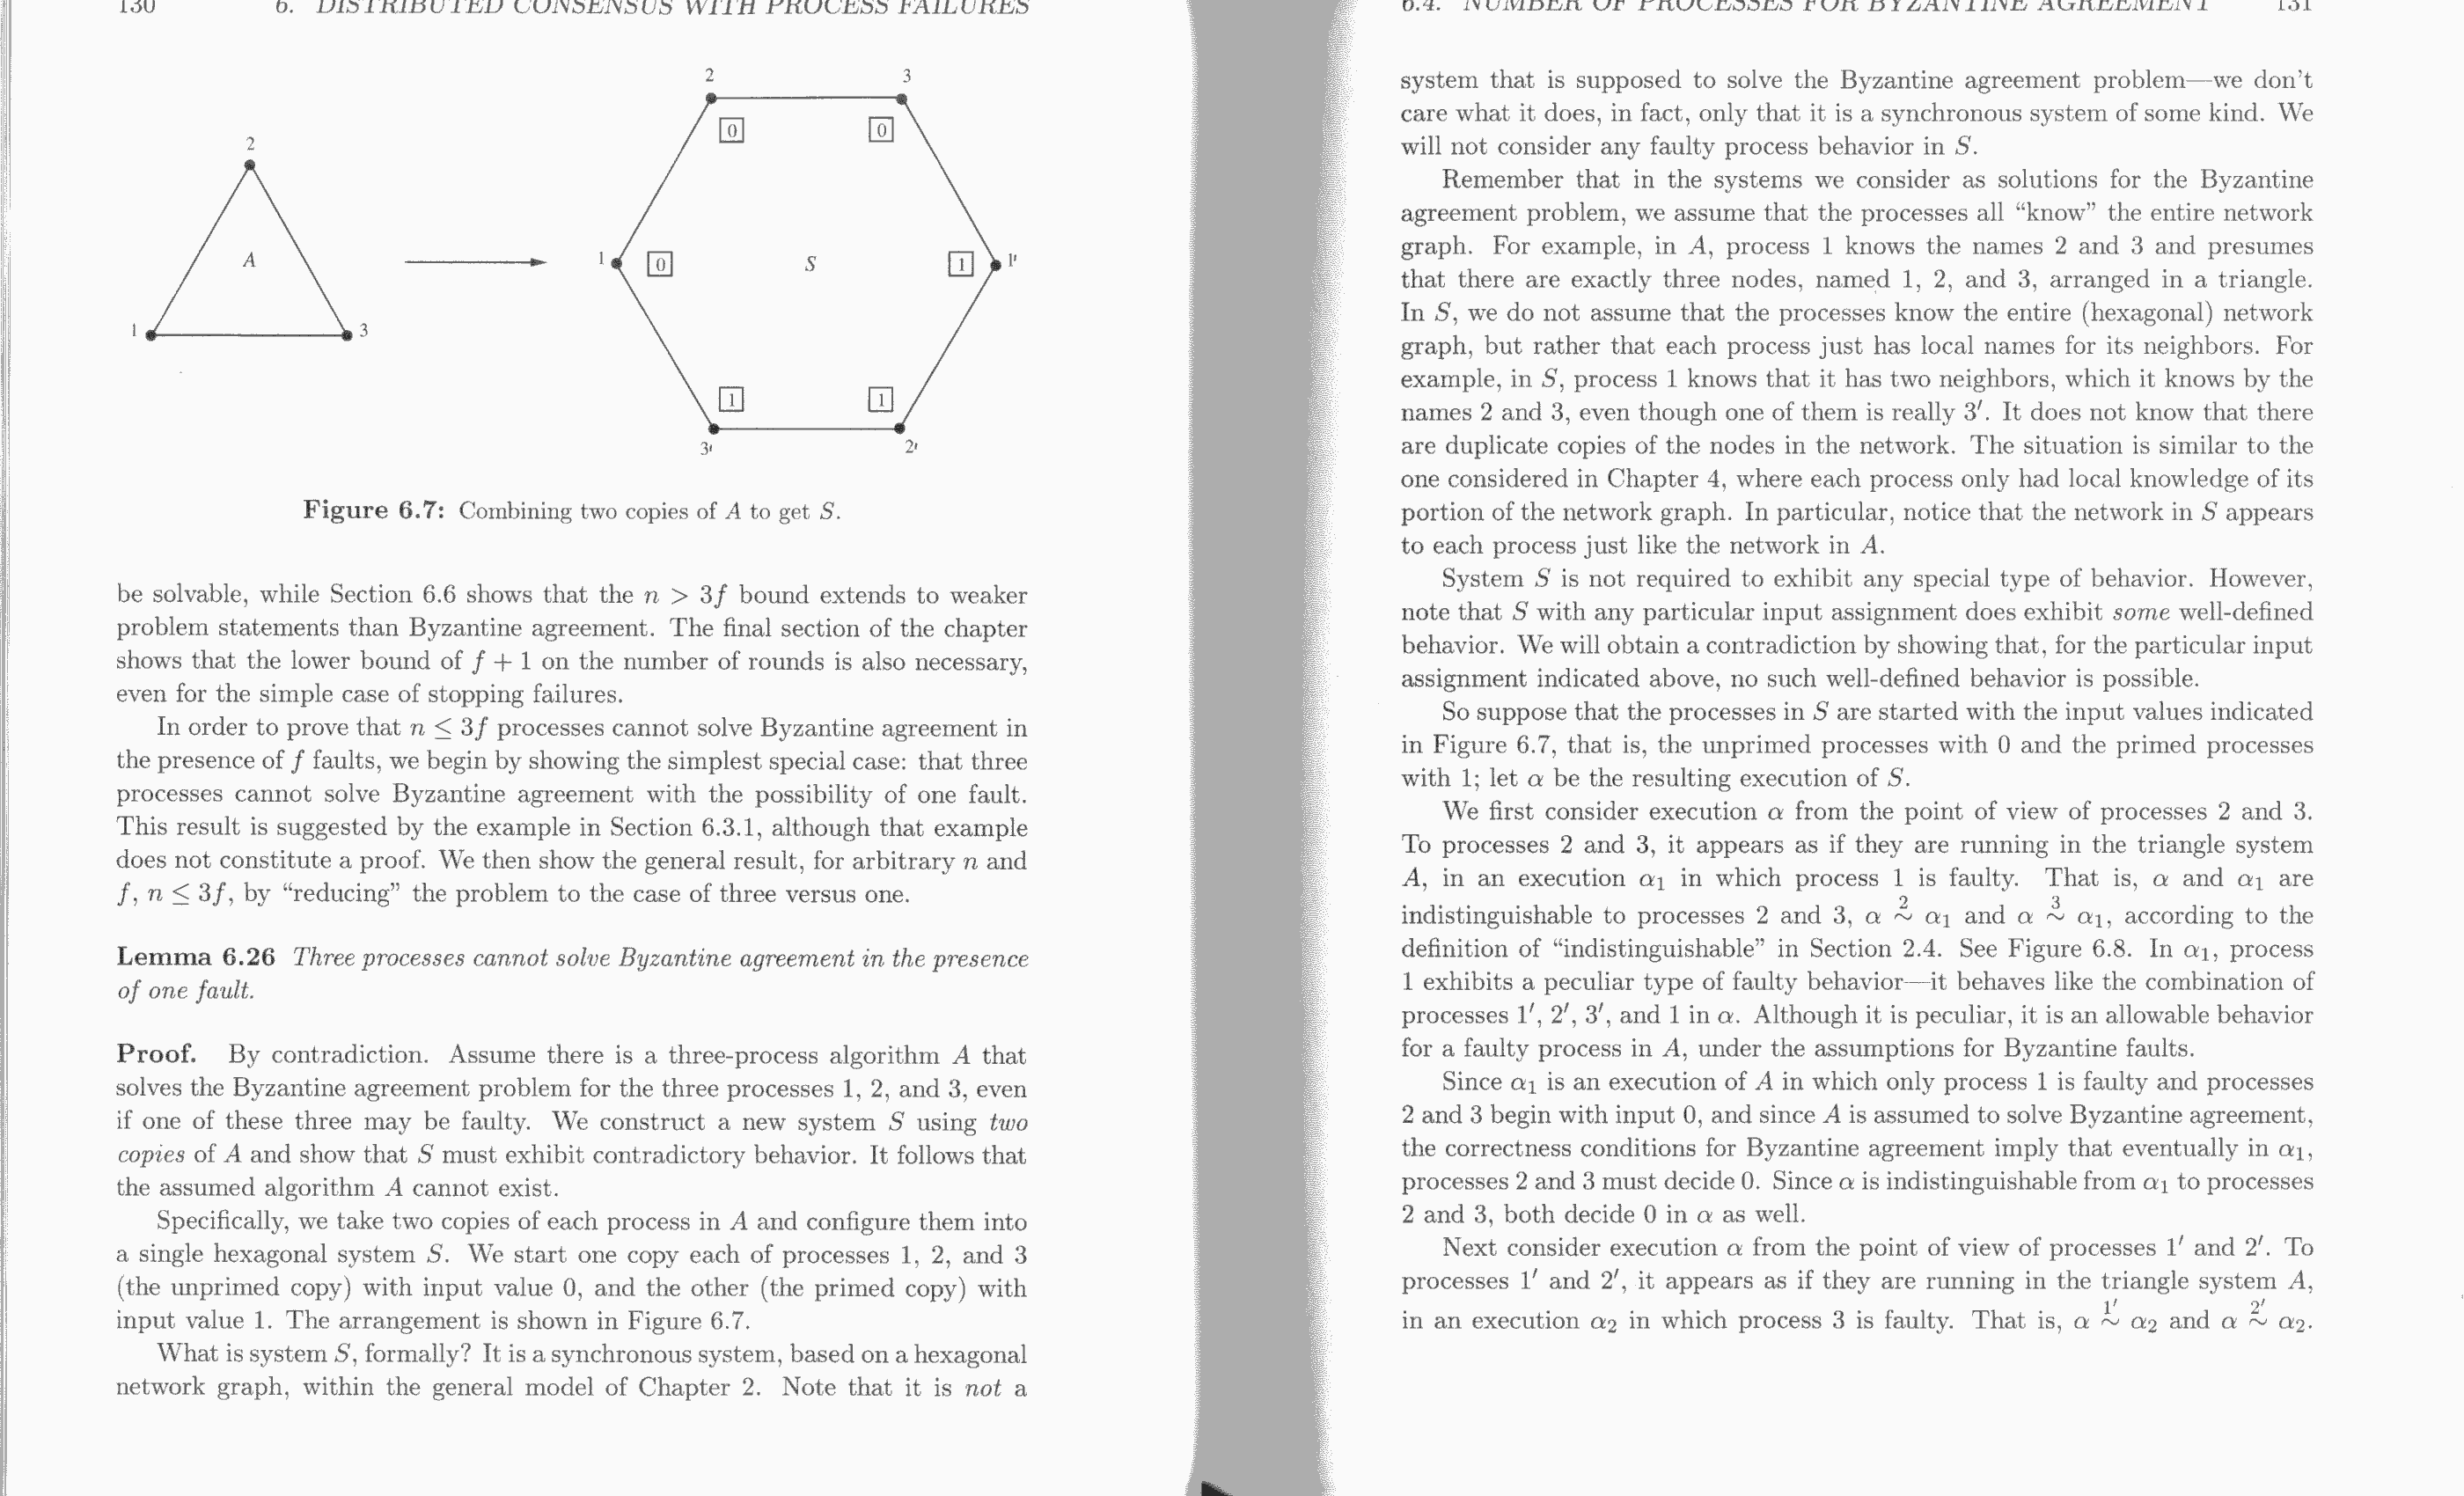 130 6. DISTRIBUTED CONSENSUS WITH PROCESS FAILURES
2 3
0 0
2
A
1 0 S 1 1′
1 3
1 1
3′ 2′
Figure 6.7: Combining two copies of A to get S.
be solvable, while Section 6.6 shows that the n > 3f bound extends to weaker
problem statements than Byzantine agreement. The final section of the chapter
shows that the lower bound of f + 1 on the number of rounds is also necessary,
even for the simple case of stopping failures.
In order to prove that n ≤ 3f processes cannot solve Byzantine agreement in
the presence of f faults, we begin by showing the simplest special case: that three
processes cannot solve Byzantine agreement with the possibility of one fault.
This result is suggested by the example in Section 6.3.1, although that example
does not constitute a proof. We then show the general result, for arbitrary n and
f, n ≤ 3f, by “reducing” the problem to the case of three versus one.
Lemma 6.26 Three processes cannot solve Byzantine agreement in the presence
of one fault.
Proof. By contradiction. Assume there is a three-process algorithm A that
solves the Byzantine agreement problem for the three processes 1, 2, and 3, even
if one of these three may be faulty. We construct a new system S using two
copies of A and show that S must exhibit contradictory behavior. It follows that
the assumed algorithm A cannot exist.
Specifically, we take two copies of each process in A and configure them into
a single hexagonal system S. We start one copy each of processes 1, 2, and 3
(the unprimed copy) with input value 0, and the other (the primed copy) with
input value 1. The arrangement is shown in Figure 6.7.
What is system S, formally? It is a synchronous system, based on a hexagonal
network graph, within the general model of Chapter 2. Note that it is not a
6.4. NUMBER OF PROCESSES FOR BYZANTINE AGREEMENT 131
system that is supposed to solve the Byzantine agreement problem—we don't
care what it does, in fact, only that it is a synchronous system of some kind. We
will not consider any faulty process behavior in S.
Remember that in the systems we consider as solutions for the Byzantine
agreement problem, we assume that the processes all “know” the entire network
graph. For example, in A, process 1 knows the names 2 and 3 and presumes
that there are exactly three nodes, named 1, 2, and 3, arranged in a triangle.
In S, we do not assume that the processes know the entire (hexagonal) network
graph, but rather that each process just has local names for its neighbors. For
example, in S, process 1 knows that it has two neighbors, which it knows by the
names 2 and 3, even though one of them is really 3′. It does not know that there
are duplicate copies of the nodes in the network. The situation is similar to the
one considered in Chapter 4, where each process only had local knowledge of its
portion of the network graph. In particular, notice that the network in S appears
to each process just like the network in A.
System S is not required to exhibit any special type of behavior. However,
note that S with any particular input assignment does exhibit some well-defined
behavior. We will obtain a contradiction by showing that, for the particular input
assignment indicated above, no such well-defined behavior is possible.
So suppose that the processes in S are started with the input values indicated
in Figure 6.7, that is, the unprimed processes with 0 and the primed processes
with 1; let α be the resulting execution of S.
We first consider execution α from the point of view of processes 2 and 3.
To processes 2 and 3, it appears as if they are running in the triangle system
A, in an execution α₁ in which process 1 is faulty. That is, α and α₁ are
indistinguishable to processes 2 and 3, α ∼² α₁ and α ∼³ α₁, according to the
definition of “indistinguishable” in Section 2.4. See Figure 6.8. In α₁, process
1 exhibits a peculiar type of faulty behavior—it behaves like the combination of
processes 1′, 2′, 3′, and 1 in α. Although it is peculiar, it is an allowable behavior
for a faulty process in A, under the assumptions for Byzantine faults.
Since α₁ is an execution of A in which only process 1 is faulty and processes
2 and 3 begin with input 0, and since A is assumed to solve Byzantine agreement,
the correctness conditions for Byzantine agreement imply that eventually in α₁,
processes 2 and 3 must decide 0. Since α is indistinguishable from α₁ to processes
2 and 3, both decide 0 in α as well.
Next consider execution α from the point of view of processes 1′ and 2′. To
processes 1′ and 2′, it appears as if they are running in the triangle system A,
in an execution α₂ in which process 3 is faulty. That is, α ∼¹′ α₂ and α ∼²′ α₂.